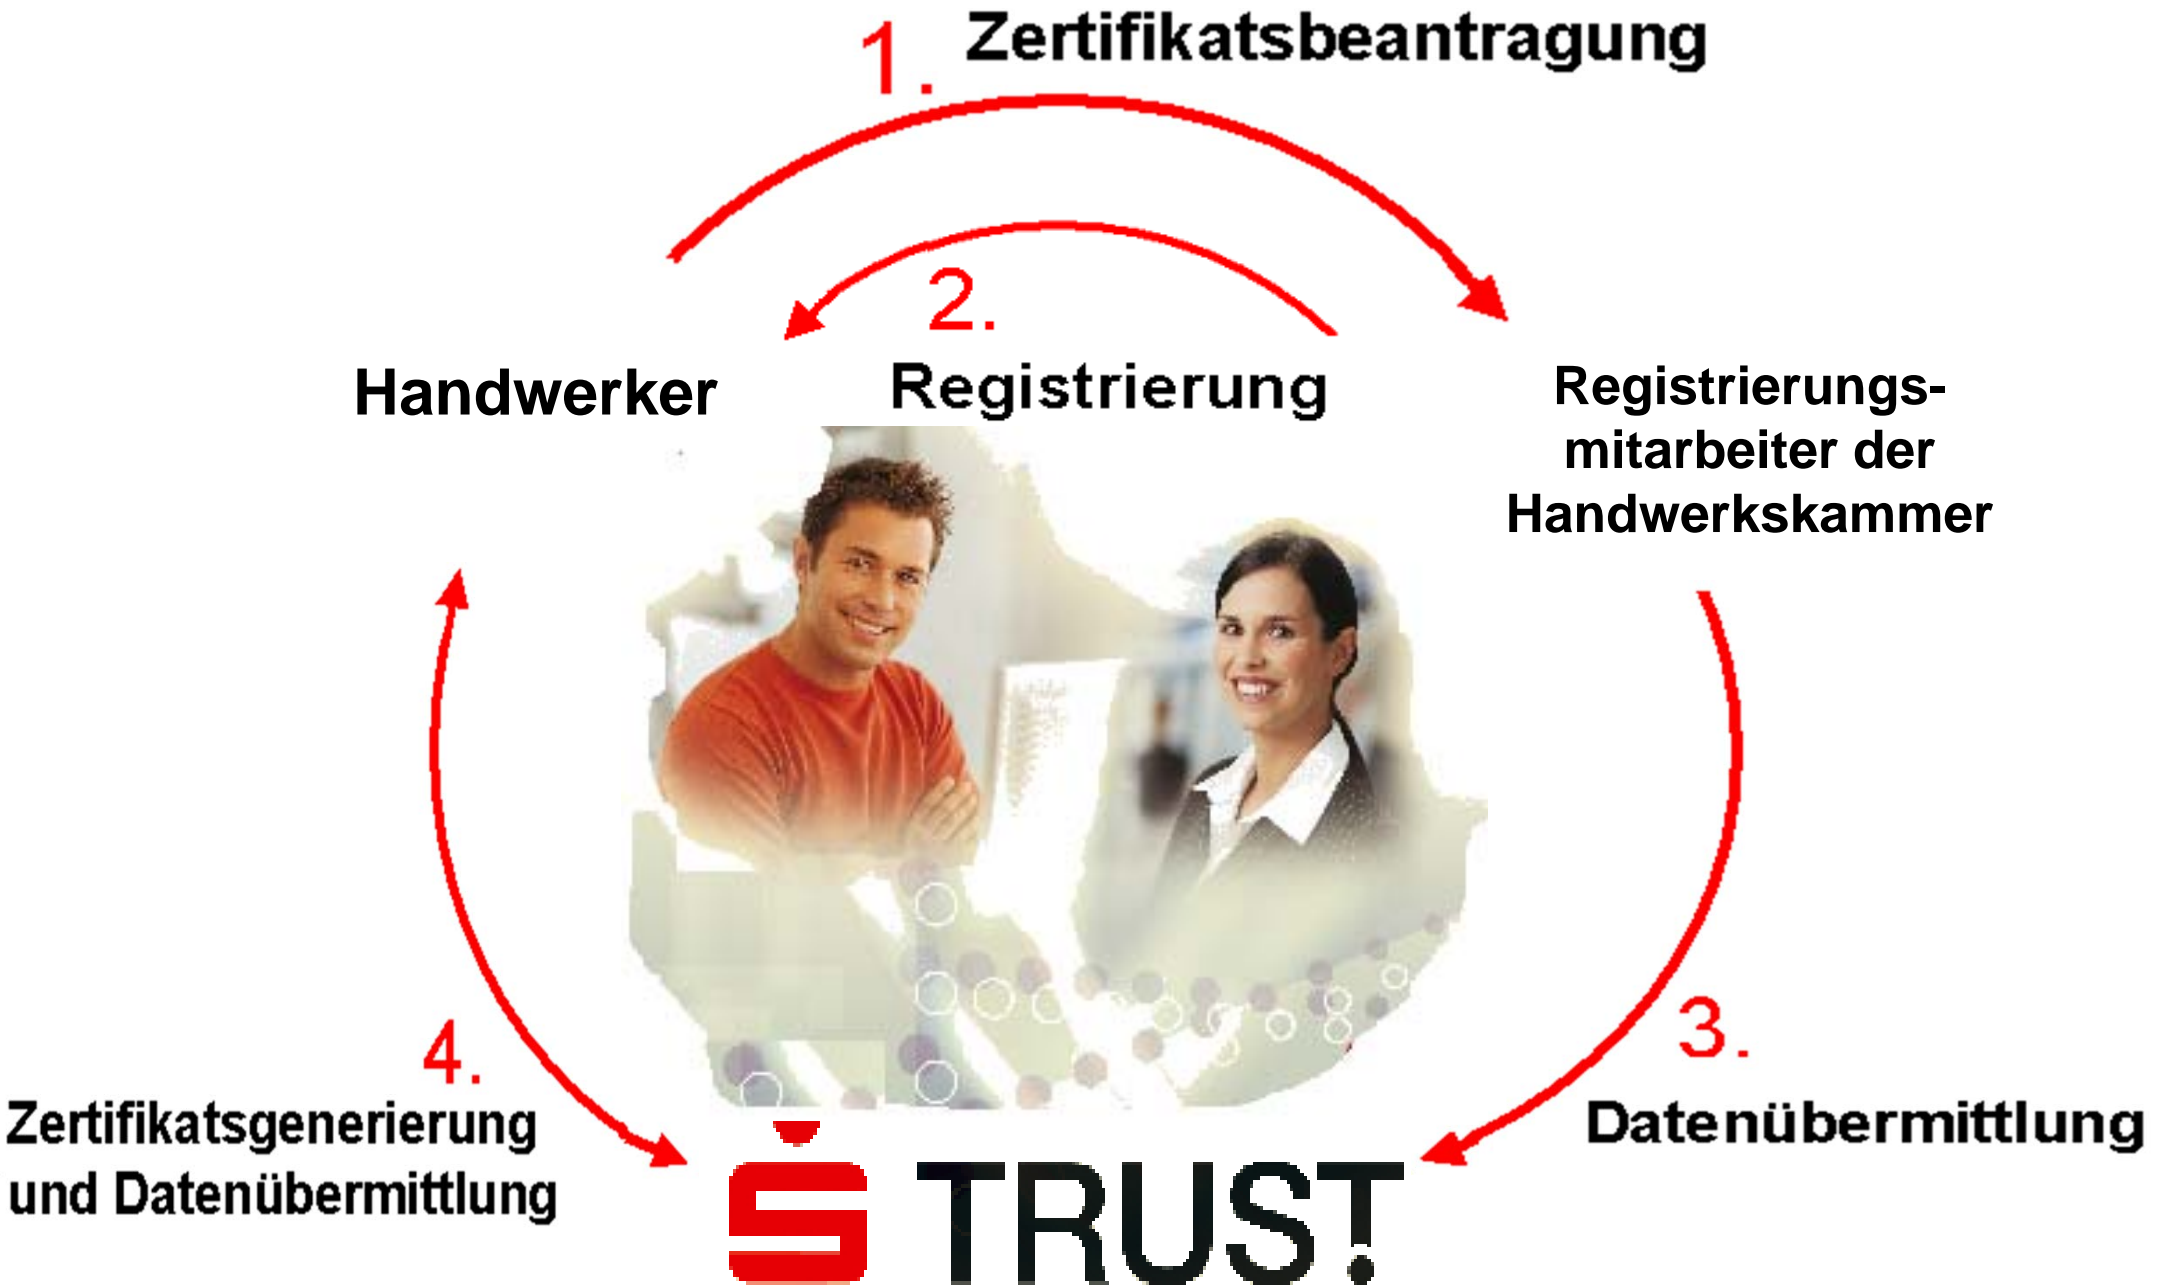 1. Zertifikatsbeantragung
2.
Handwerker
Registrierung
Registrierungs-
mitarbeiter der
Handwerkskammer
3.
Datenübermittlung
4.
Zertifikatsgenerierung
und Datenübermittlung
S TRUST